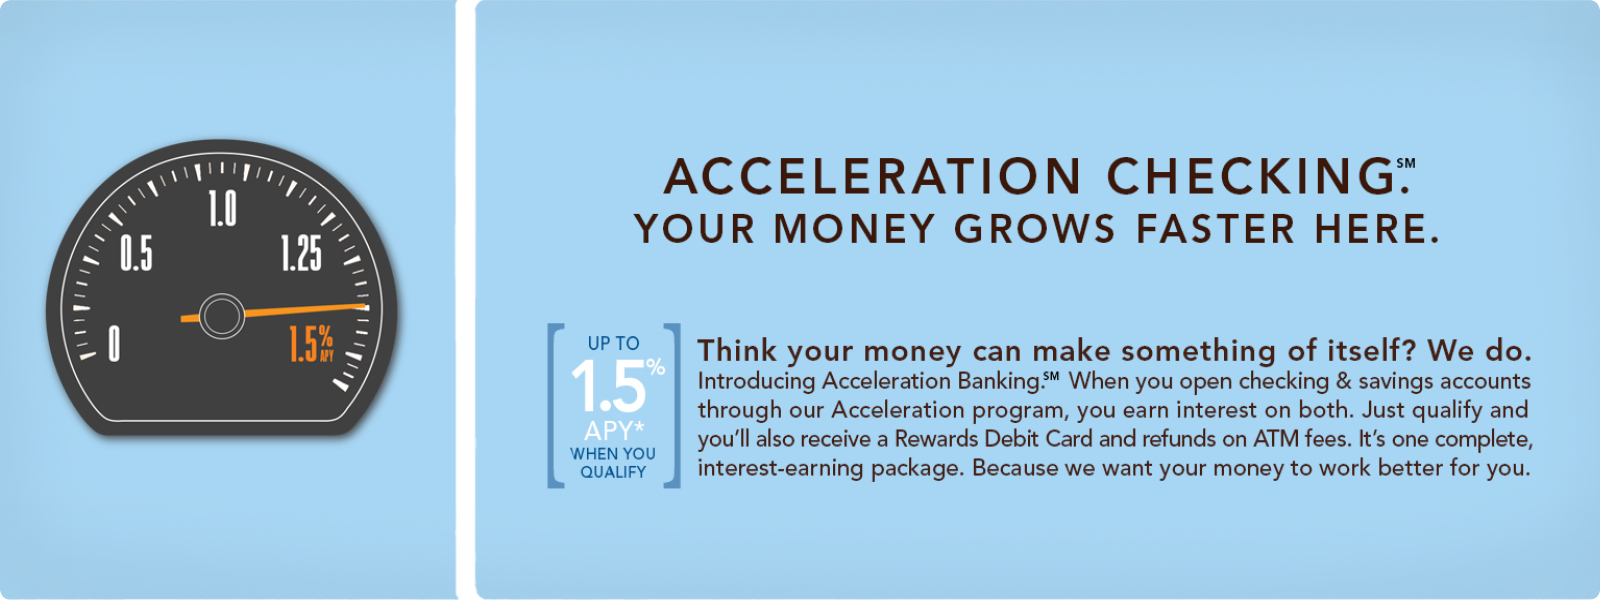 0
0.5
1.0
1.25
1.5% APY
ACCELERATION CHECKING.℠
YOUR MONEY GROWS FASTER HERE.
UP TO
1.5%
APY*
WHEN YOU
QUALIFY
Think your money can make something of itself? We do.
Introducing Acceleration Banking.℠ When you open checking & savings accounts
through our Acceleration program, you earn interest on both. Just qualify and
you'll also receive a Rewards Debit Card and refunds on ATM fees. It's one complete,
interest-earning package. Because we want your money to work better for you.